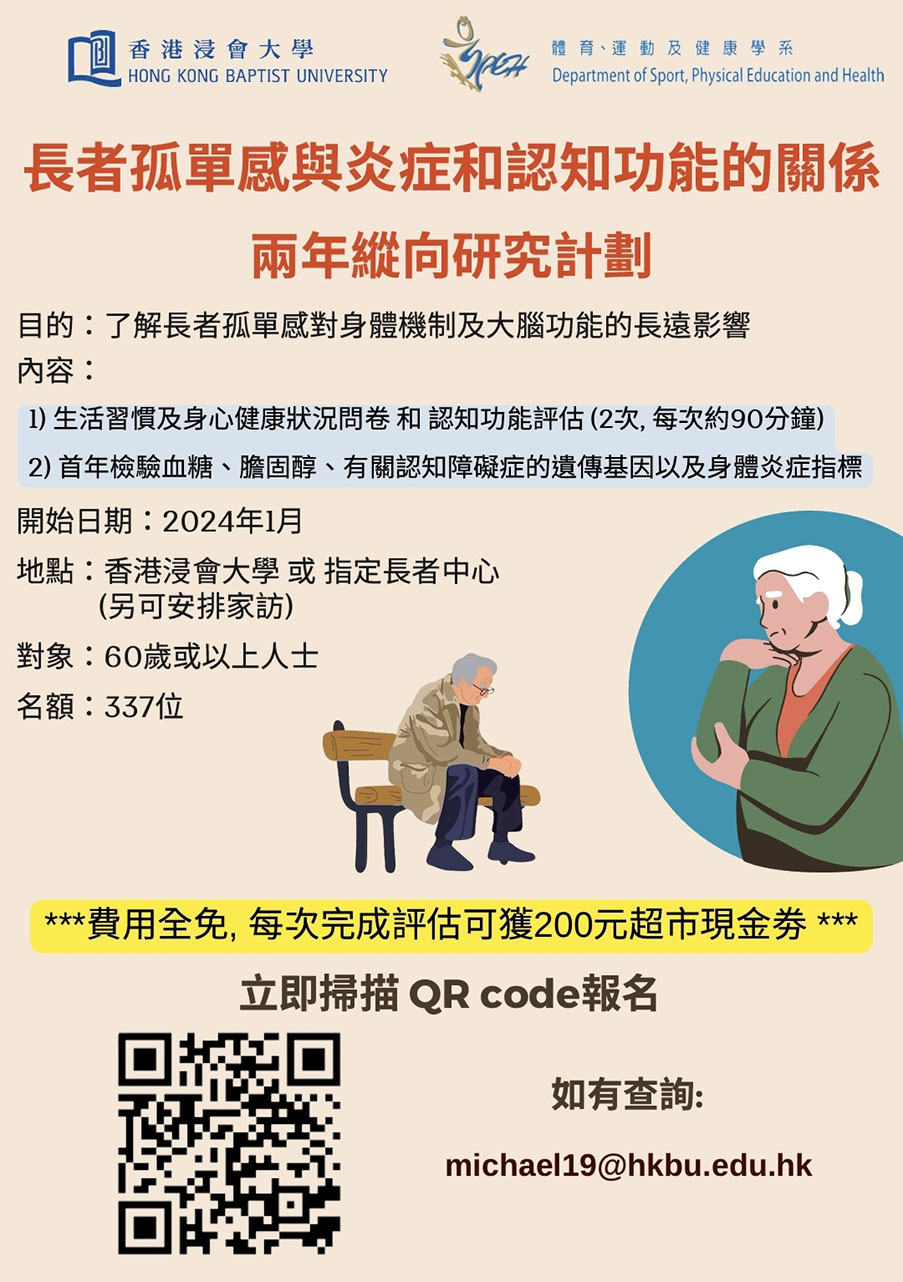 香港浸會大學
HONG KONG BAPTIST UNIVERSITY
SPEH
體育、運動及健康學系
Department of Sport, Physical Education and Health
長者孤單感與炎症和認知功能的關係
兩年縱向研究計劃
目的：了解長者孤單感對身體機制及大腦功能的長遠影響
內容：
1) 生活習慣及身心健康狀況問卷 和 認知功能評估 (2次, 每次約90分鐘)
2) 首年檢驗血糖、膽固醇、有關認知障礙症的遺傳基因以及身體炎症指標
開始日期：2024年1月
地點：香港浸會大學 或 指定長者中心
(另可安排家訪)
對象：60歲或以上人士
名額：337位
***費用全免, 每次完成評估可獲200元超市現金券 ***
立即掃描 QR code報名
如有查詢:
michael19@hkbu.edu.hk